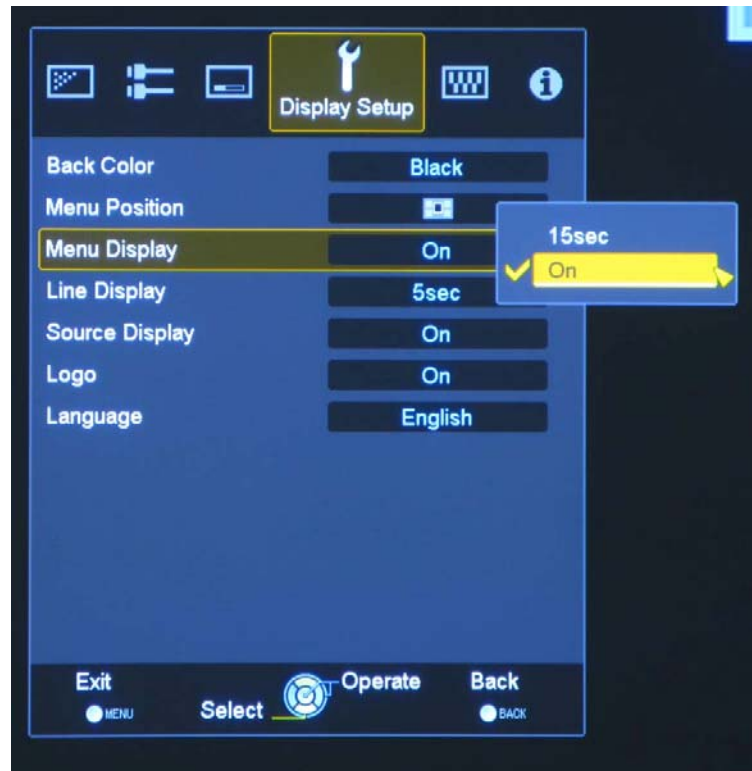 Display Setup
Back Color Black
Menu Position
Menu Display On
15sec
On
Line Display 5sec
Source Display On
Logo On
Language English
Exit Operate Back
MENU Select BACK